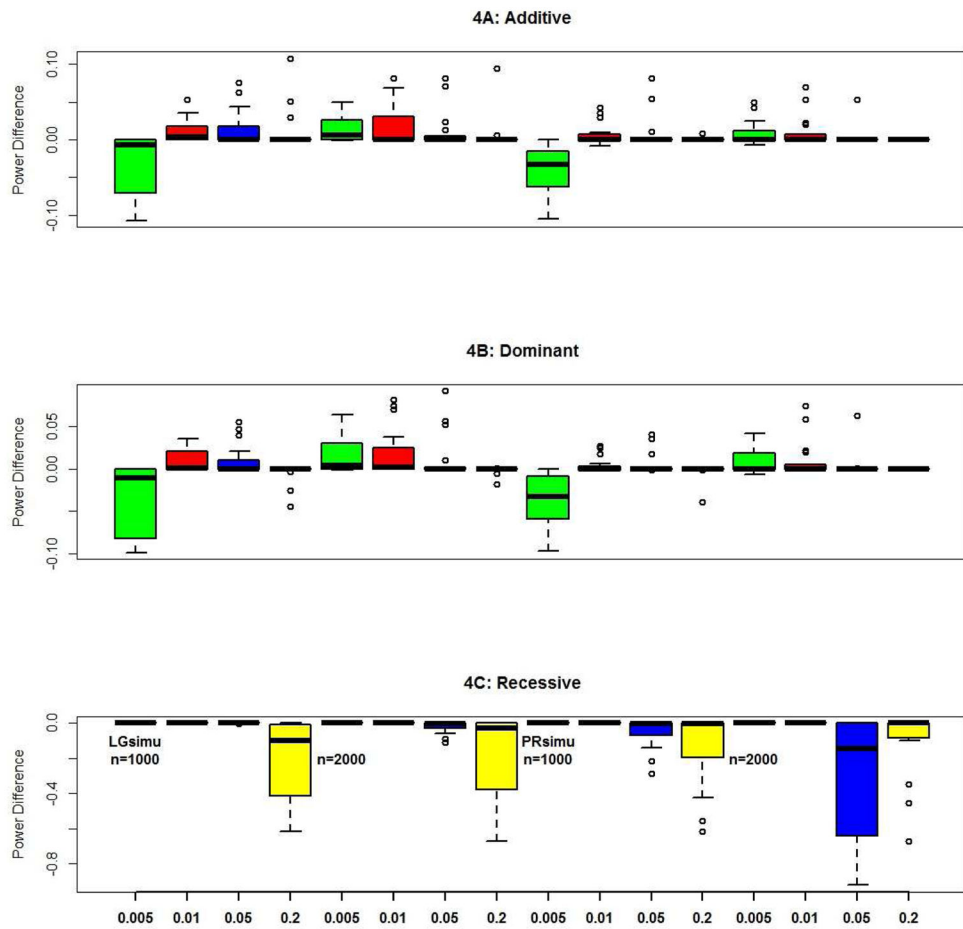 4A: Additive
Power Difference
0.10
0.00
-0.10
4B: Dominant
Power Difference
0.05
0.00
-0.10
4C: Recessive
Power Difference
0.0
-0.4
-0.8
LGsimu
n=1000
n=2000
PRsimu
n=1000
n=2000
0.005 0.01 0.05 0.2 0.005 0.01 0.05 0.2 0.005 0.01 0.05 0.2 0.005 0.01 0.05 0.2